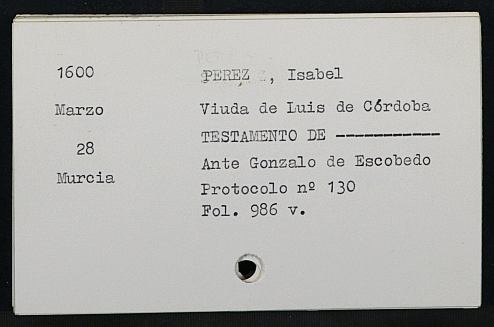 1600
PEREZ , Isabel
Marzo
Viuda de Luis de Córdoba
TESTAMENTO DE -----------
28
Ante Gonzalo de Escobedo
Murcia
Protocolo nº 130
Fol. 986 v.